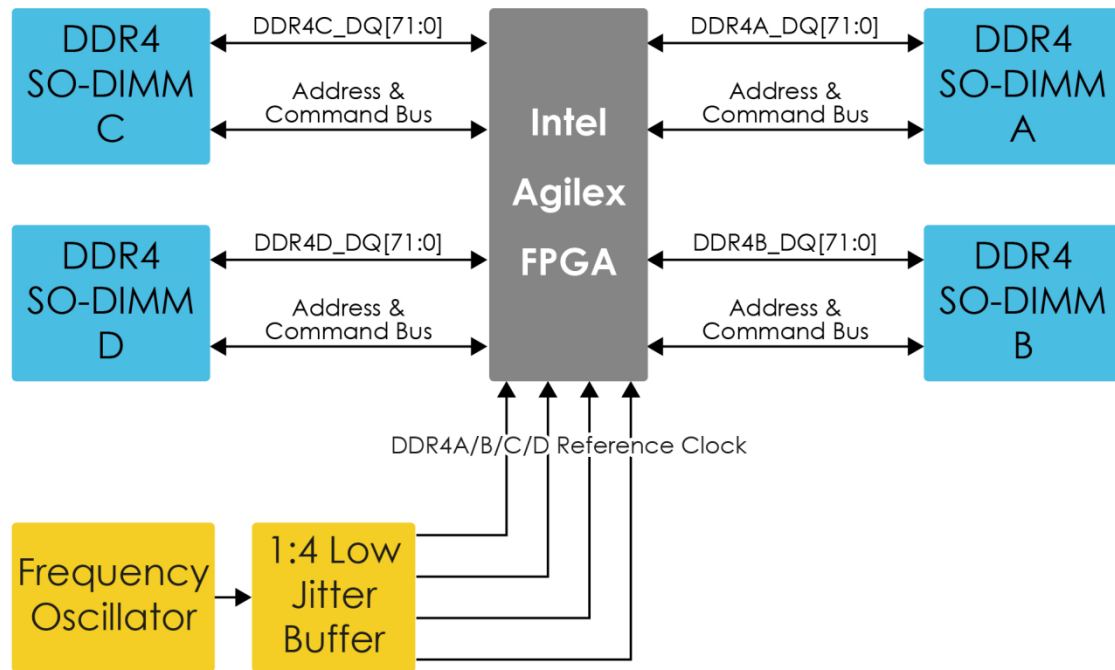 DDR4
SO-DIMM
C
DDR4C_DQ[71:0]
Address &
Command Bus
Intel
Agilex
FPGA
DDR4A_DQ[71:0]
Address &
Command Bus
DDR4
SO-DIMM
A
DDR4
SO-DIMM
D
DDR4D_DQ[71:0]
Address &
Command Bus
DDR4B_DQ[71:0]
Address &
Command Bus
DDR4
SO-DIMM
B
DDR4A/B/C/D Reference Clock
Frequency
Oscillator
1:4 Low
Jitter
Buffer